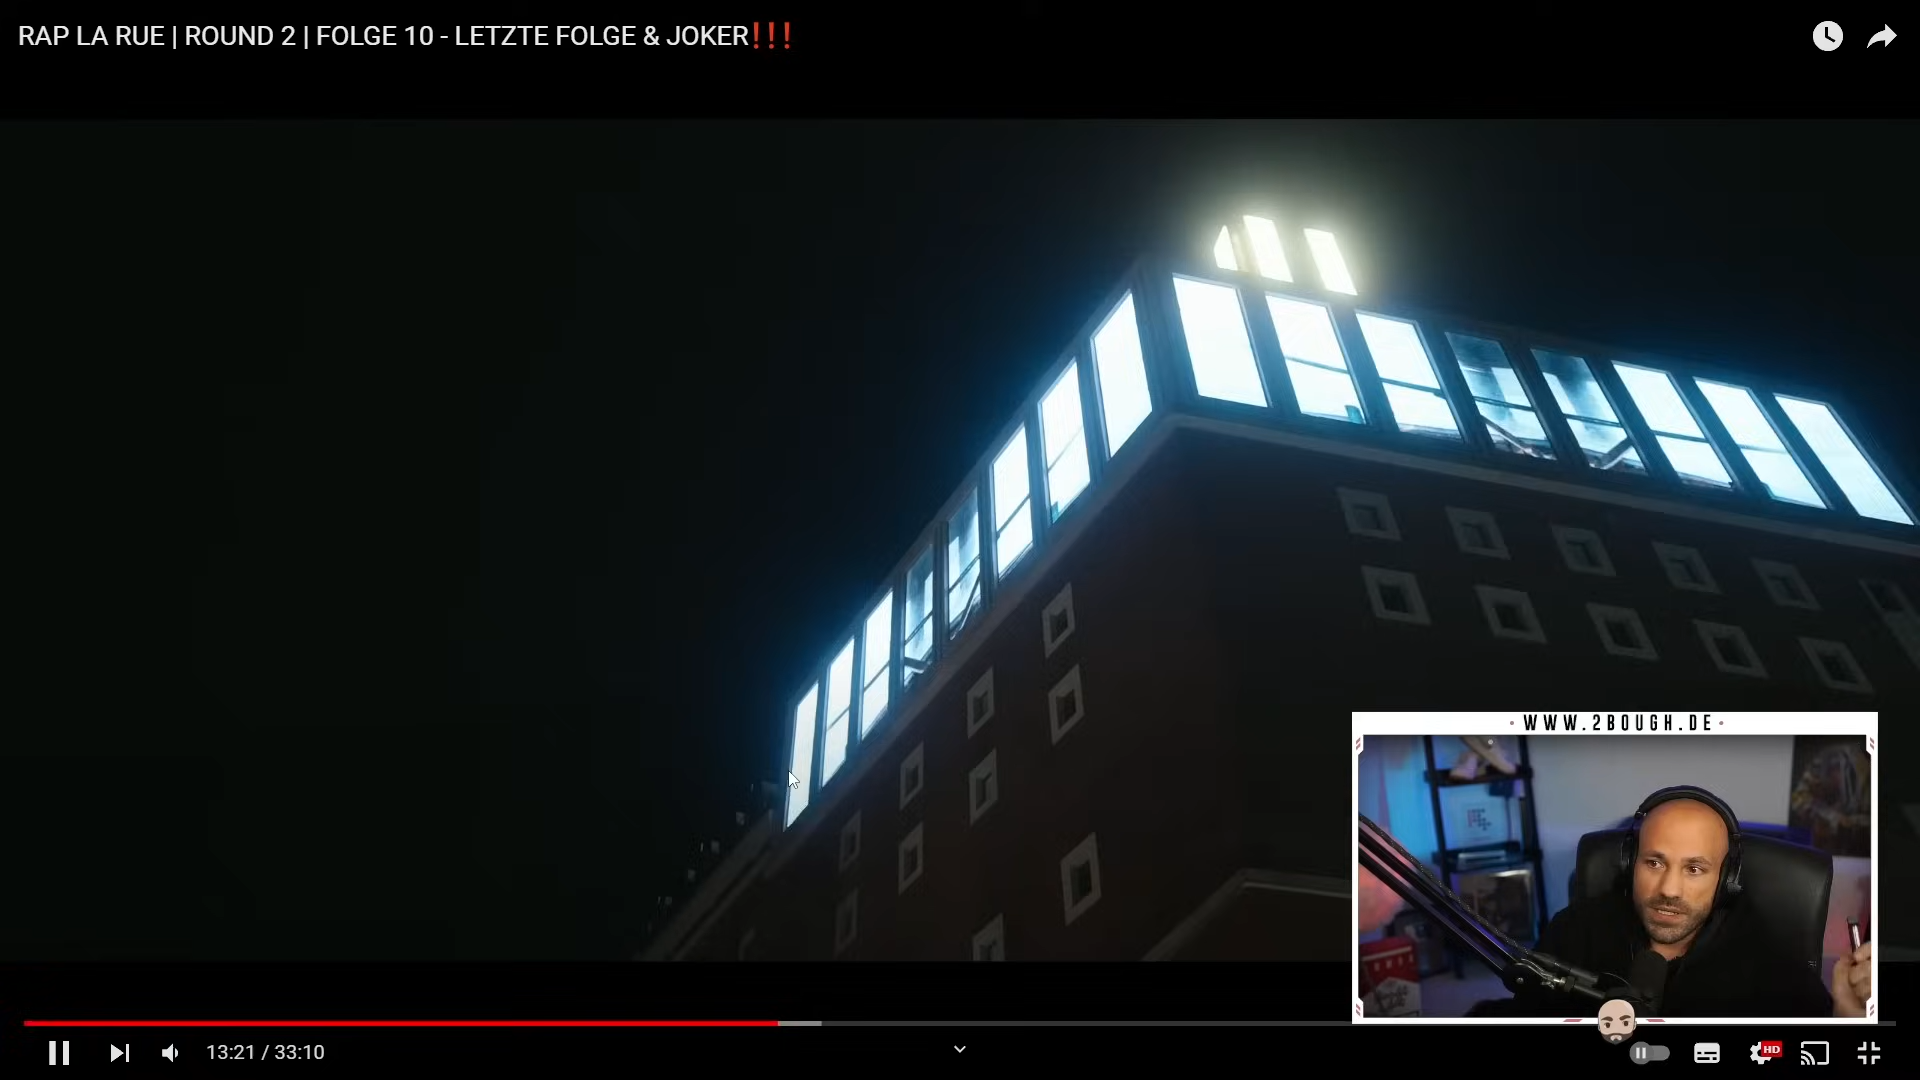 RAP LA RUE | ROUND 2 | FOLGE 10 - LETZTE FOLGE & JOKER❗❗❗
• WWW.2BOUGH.DE •
13:21 / 33:10
HD